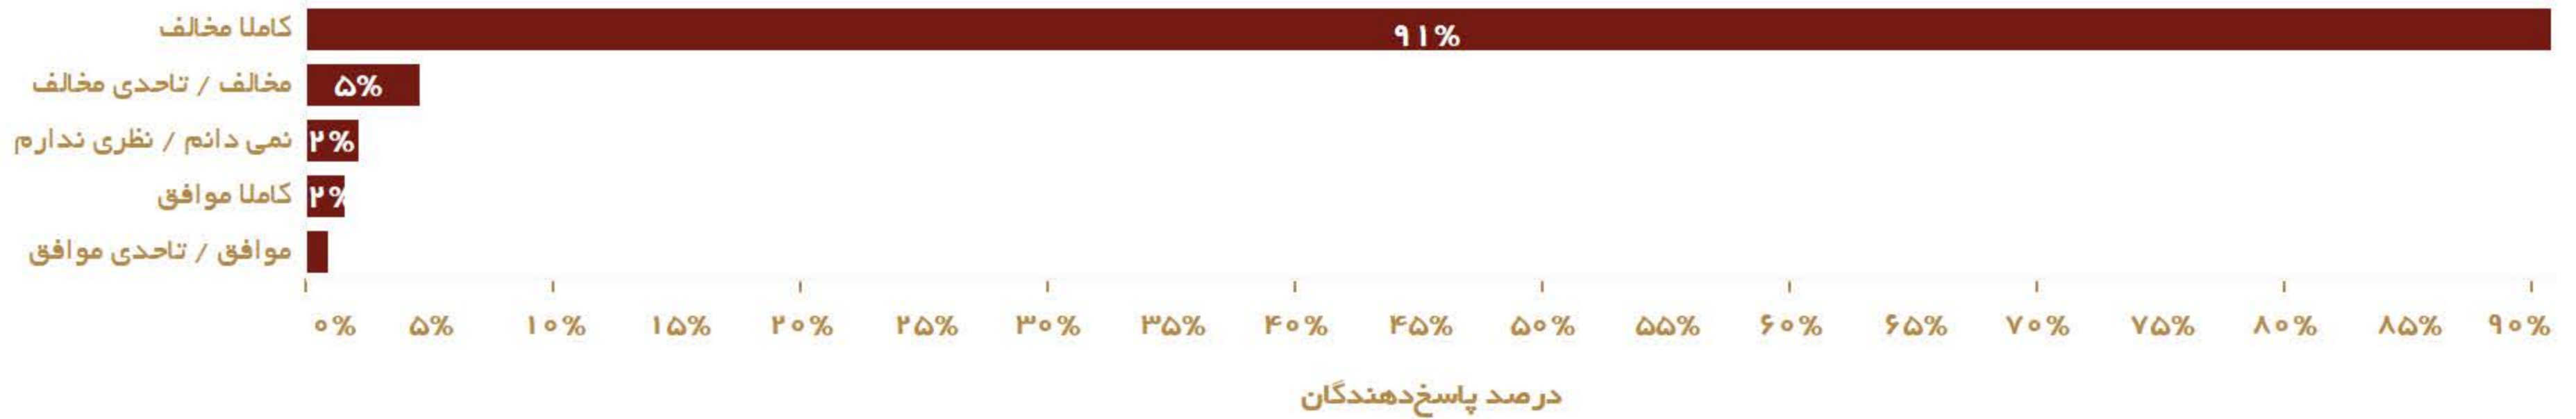 کاملا مخالف
۹۱%
مخالف / تاحدی مخالف
۵%
نمی دانم / نظری ندارم
۲%
کاملا موافق
۲%
موافق / تاحدی موافق
۰% ۵% ۱۰% ۱۵% ۲۰% ۲۵% ۳۰% ۳۵% ۴۰% ۴۵% ۵۰% ۵۵% ۶۰% ۶۵% ۷۰% ۷۵% ۸۰% ۸۵% ۹۰%
درصد پاسخ‌دهندگان